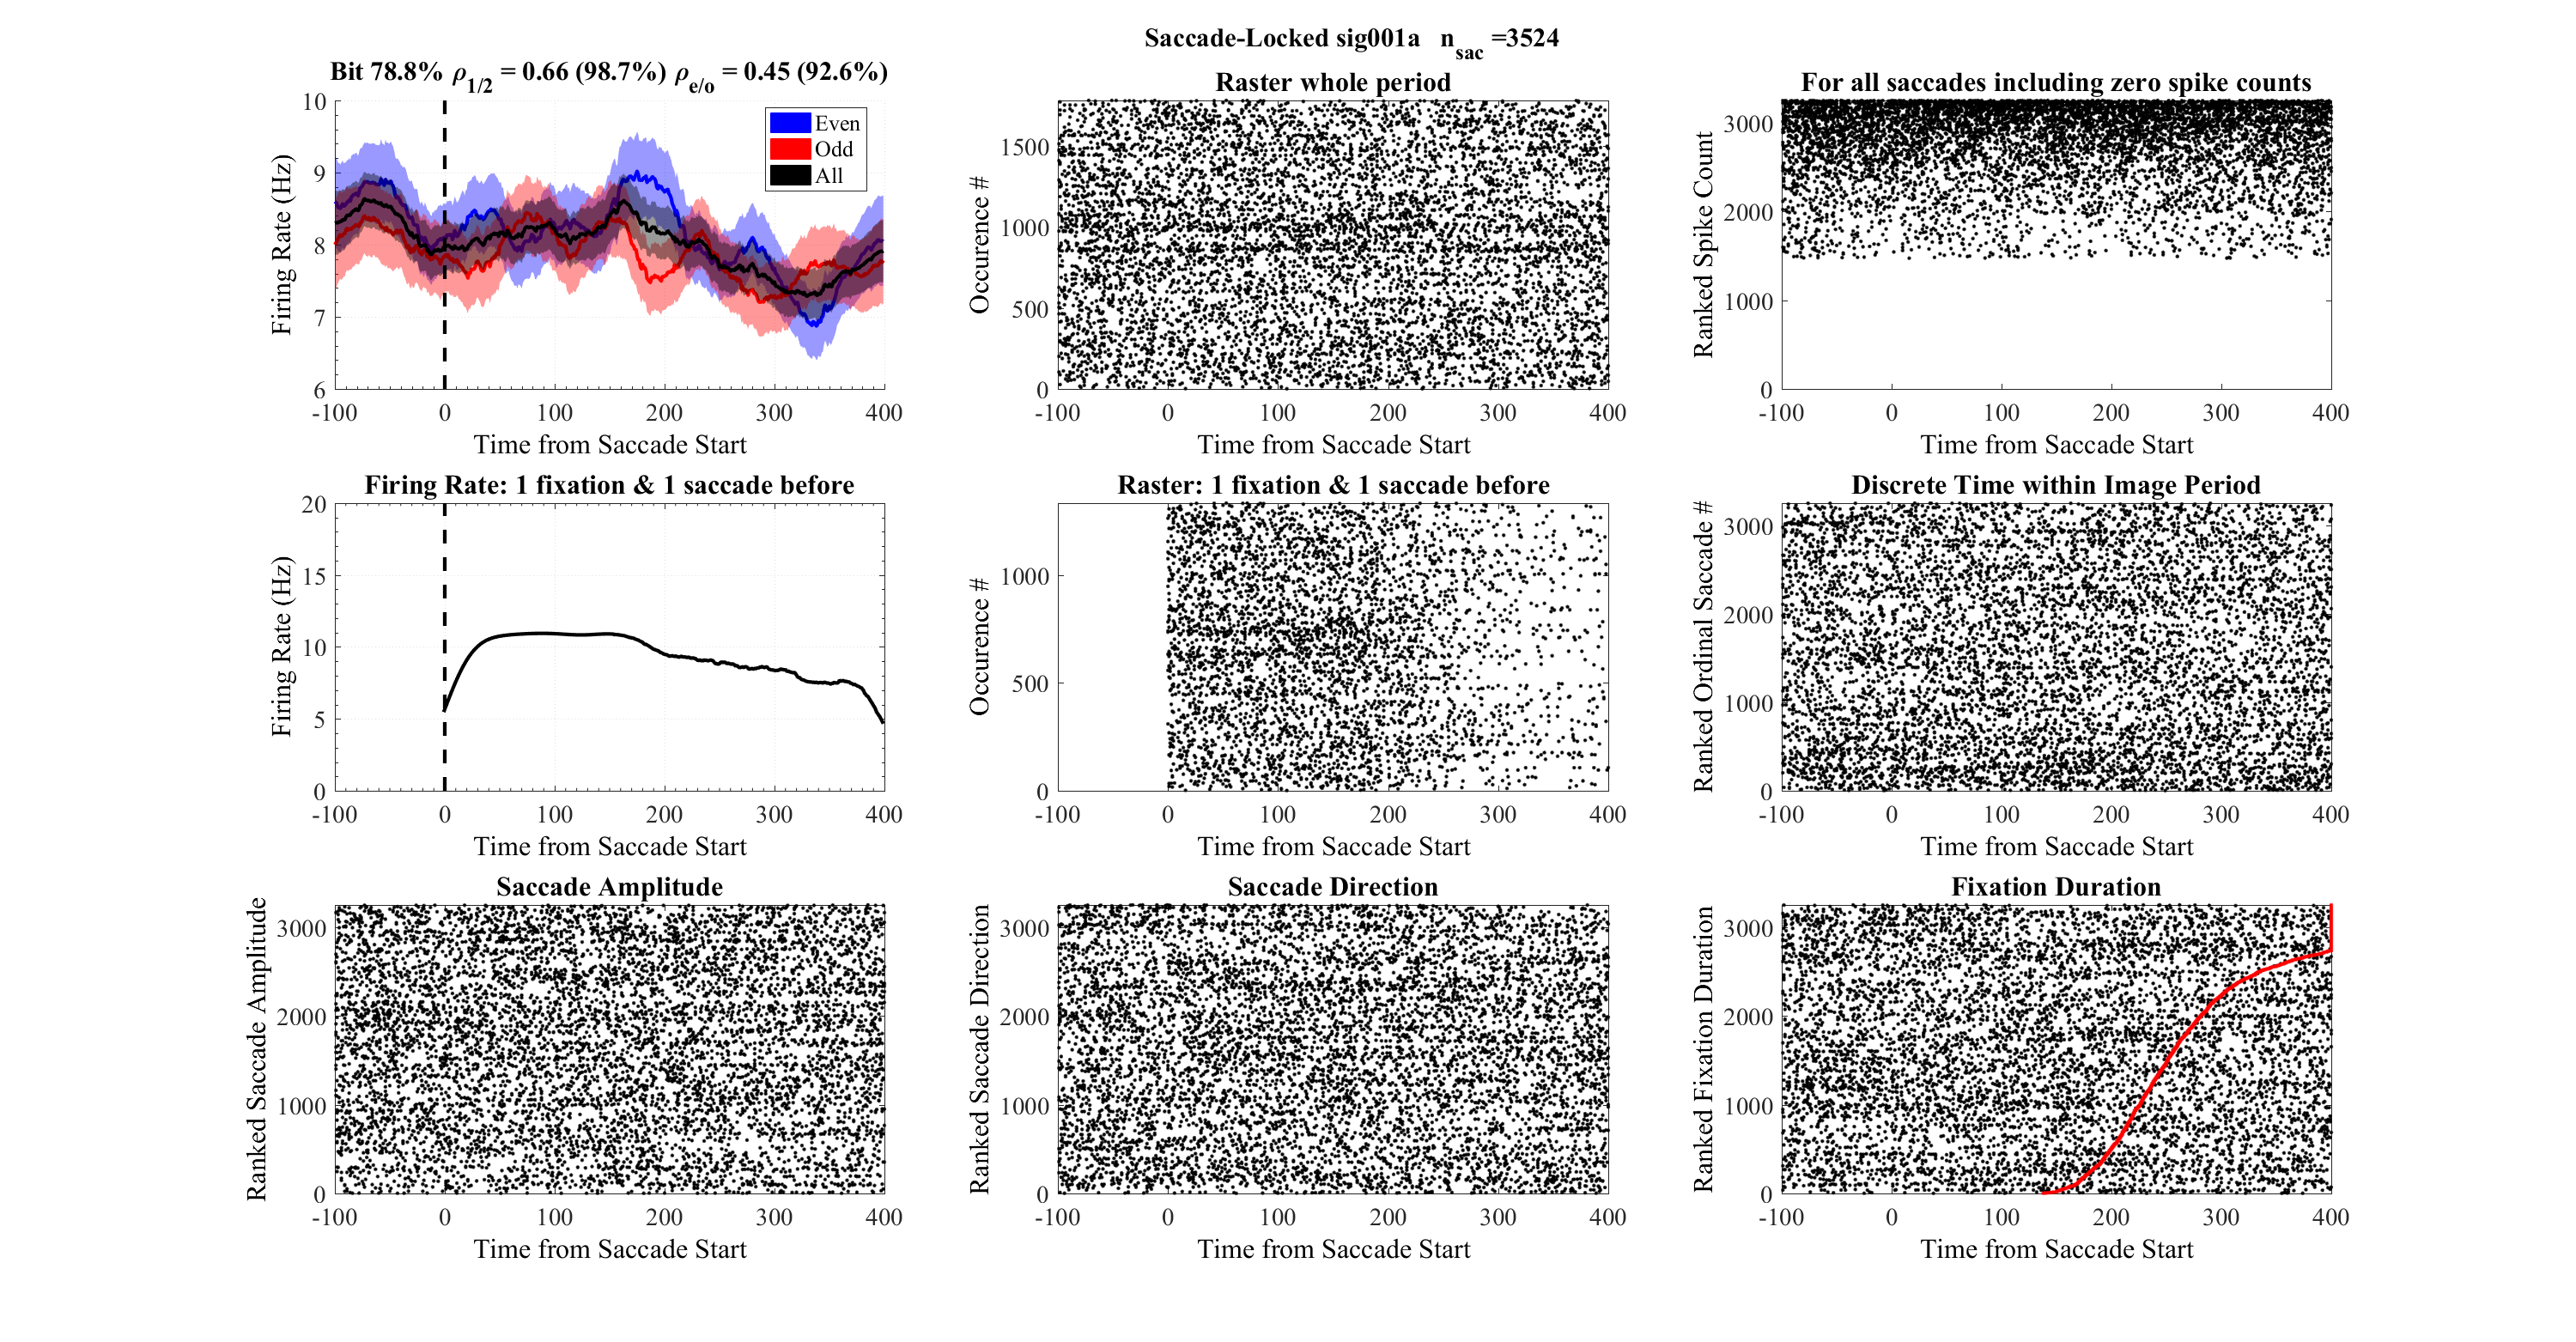 Saccade-Locked sig001a n_sac =3524
Bit 78.8% ρ_1/2 = 0.66 (98.7%) ρ_e/o = 0.45 (92.6%)
10
9
8
7
6
Firing Rate (Hz)
Even
Odd
All
-100 0 100 200 300 400
Time from Saccade Start
Raster whole period
1500
1000
500
0
Occurence #
-100 0 100 200 300 400
Time from Saccade Start
For all saccades including zero spike counts
3000
2000
1000
0
Ranked Spike Count
-100 0 100 200 300 400
Time from Saccade Start
Firing Rate: 1 fixation & 1 saccade before
20
15
10
5
0
Firing Rate (Hz)
-100 0 100 200 300 400
Time from Saccade Start
Raster: 1 fixation & 1 saccade before
1000
500
0
Occurence #
-100 0 100 200 300 400
Time from Saccade Start
Discrete Time within Image Period
3000
2000
1000
0
Ranked Ordinal Saccade #
-100 0 100 200 300 400
Time from Saccade Start
Saccade Amplitude
3000
2000
1000
0
Ranked Saccade Amplitude
-100 0 100 200 300 400
Time from Saccade Start
Saccade Direction
3000
2000
1000
0
Ranked Saccade Direction
-100 0 100 200 300 400
Time from Saccade Start
Fixation Duration
3000
2000
1000
0
Ranked Fixation Duration
-100 0 100 200 300 400
Time from Saccade Start